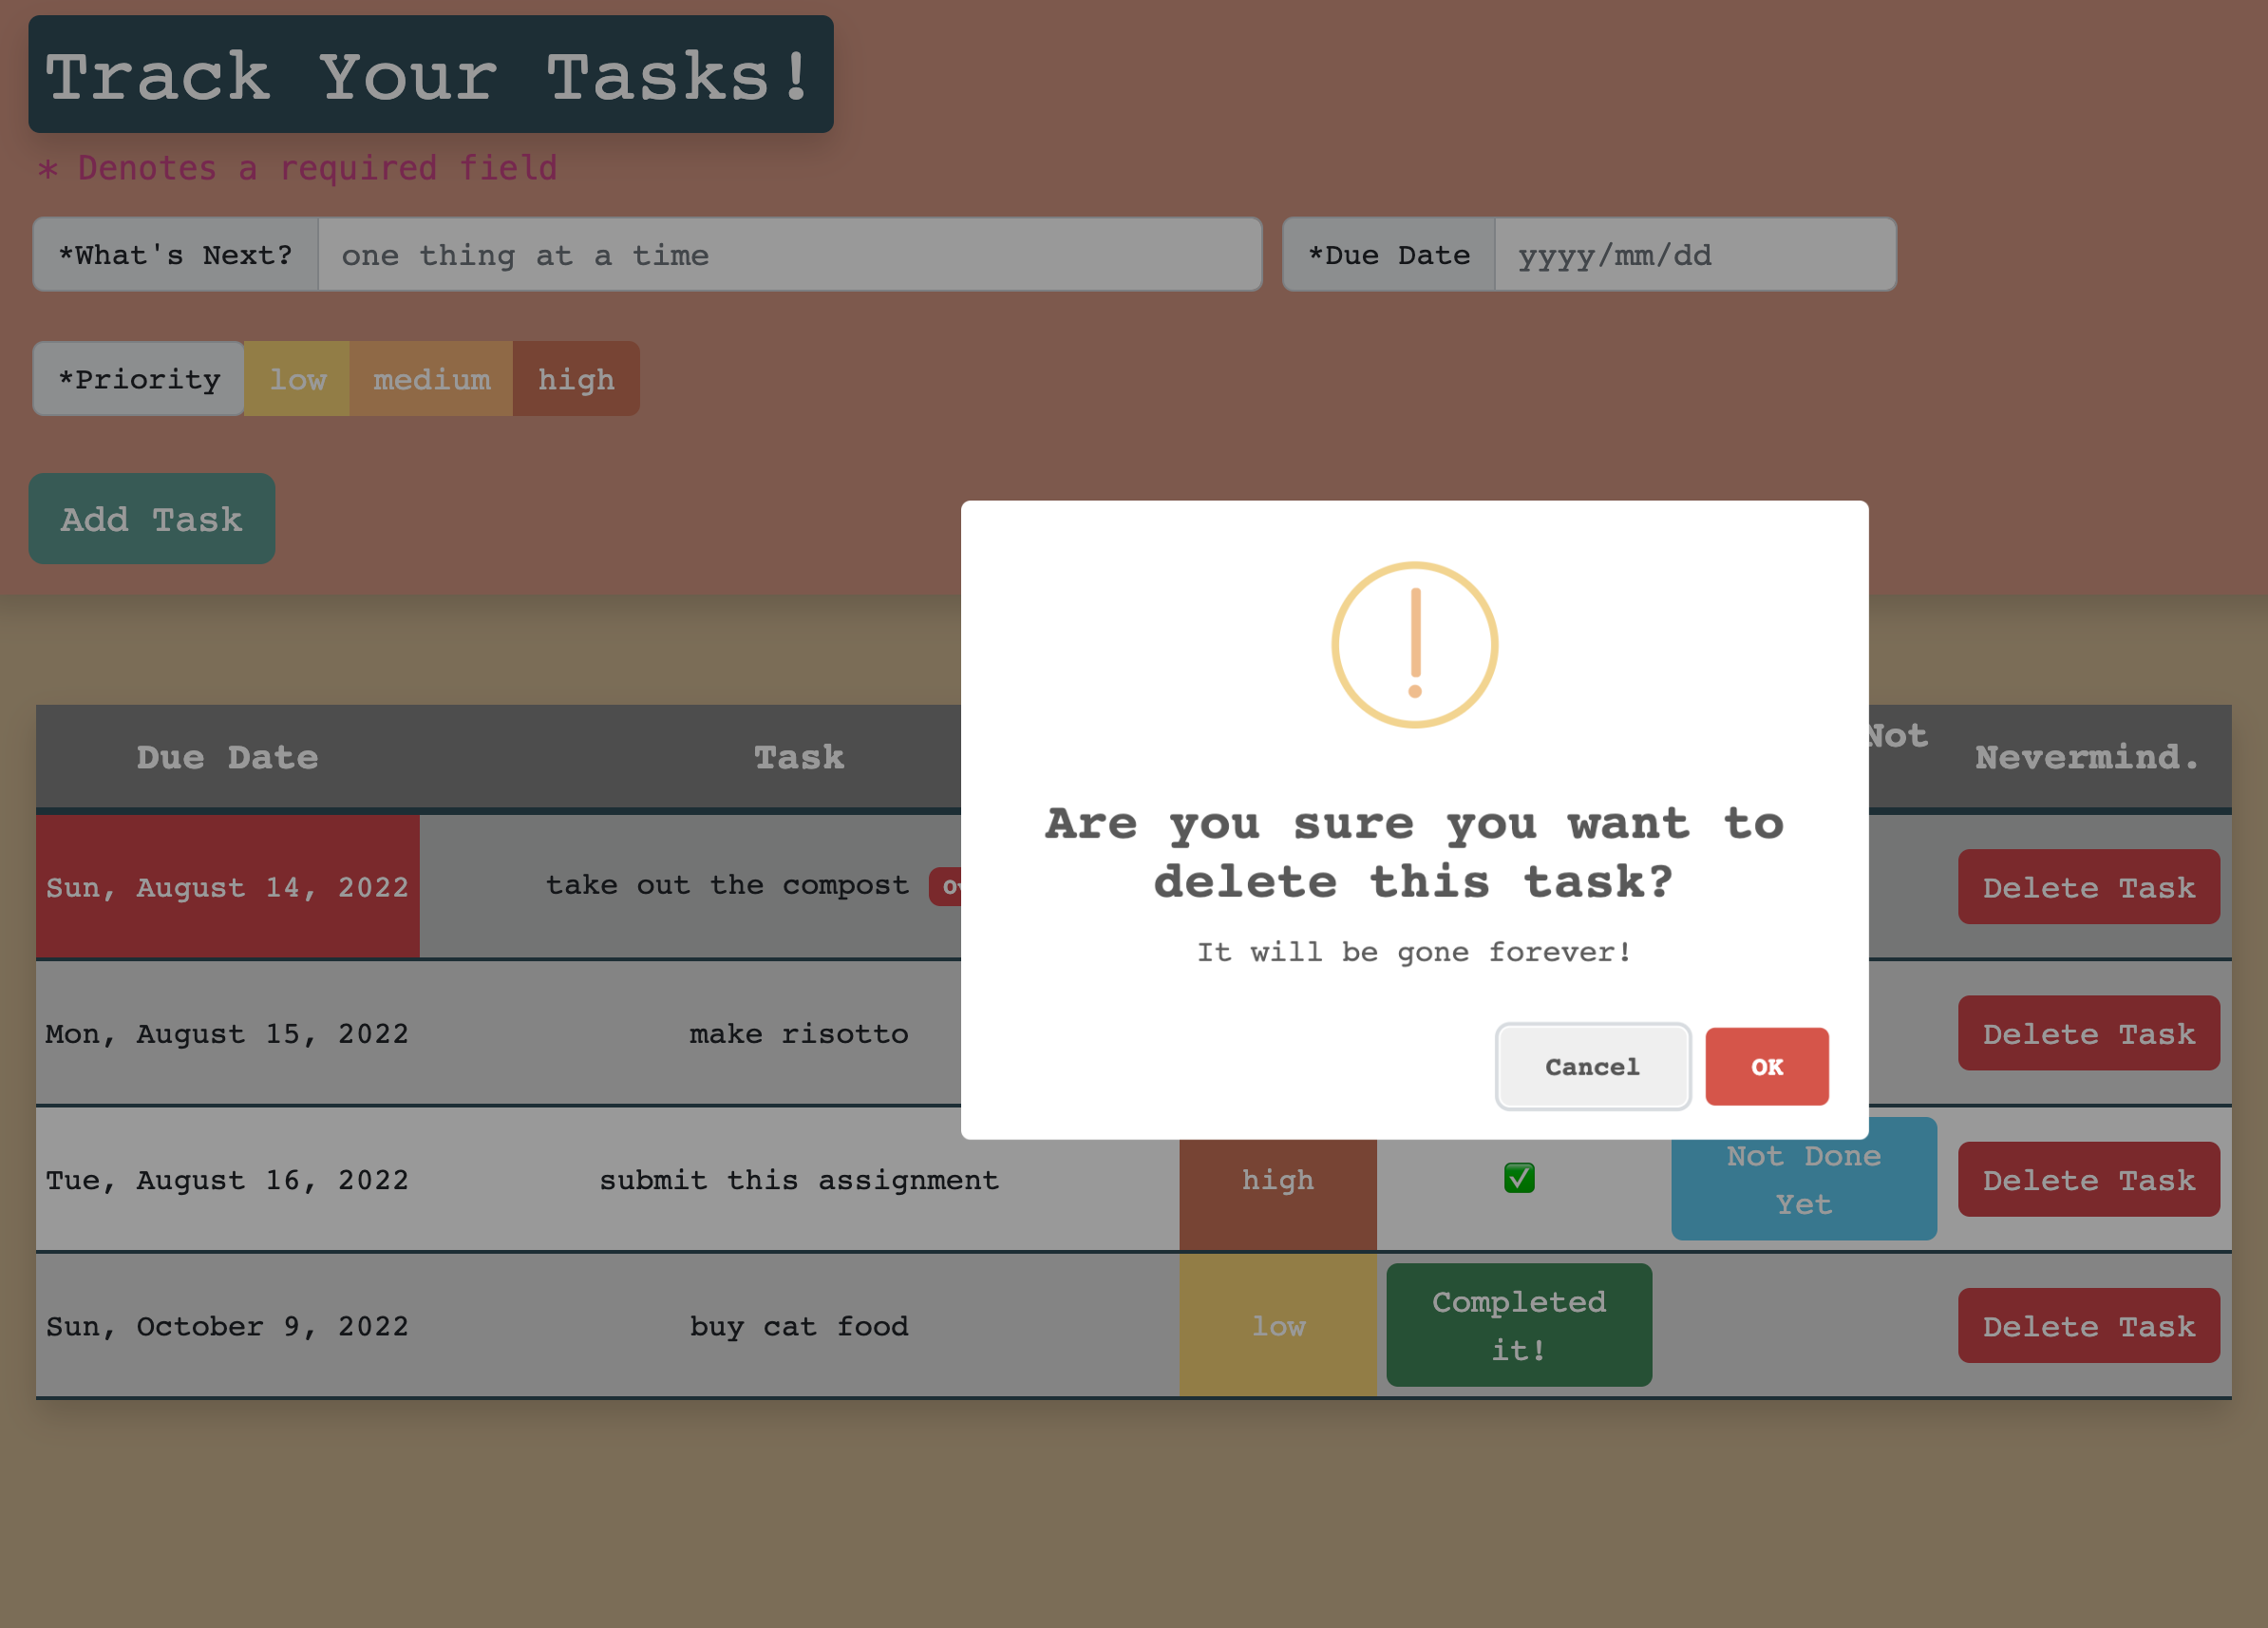 Track Your Tasks!
* Denotes a required field
*What's Next? one thing at a time *Due Date yyyy/mm/dd
*Priority low medium high
Add Task
Are you sure you want to
delete this task?
It will be gone forever!
Cancel OK
Due Date Task Not Nevermind.
Sun, August 14, 2022 take out the compost Delete Task
Mon, August 15, 2022 make risotto Delete Task
Tue, August 16, 2022 submit this assignment high ✅ Not Done Yet Delete Task
Sun, October 9, 2022 buy cat food low Completed it! Delete Task